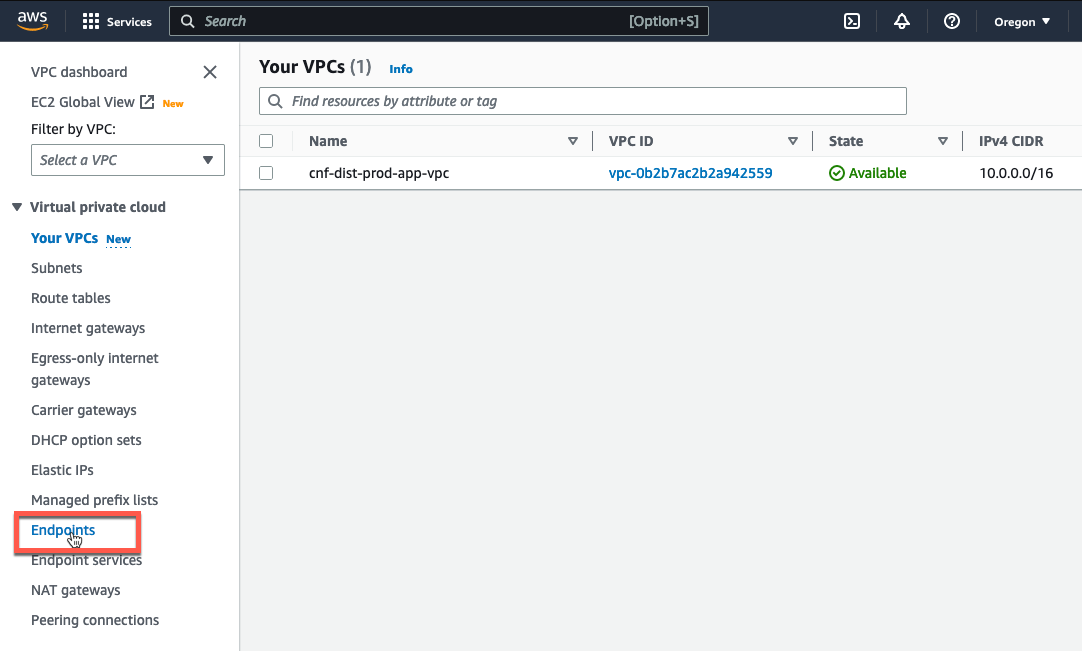 aws Services Search [Option+S] Oregon
VPC dashboard
EC2 Global View New
Filter by VPC:
Select a VPC
Virtual private cloud
Your VPCs New
Subnets
Route tables
Internet gateways
Egress-only internet
gateways
Carrier gateways
DHCP option sets
Elastic IPs
Managed prefix lists
Endpoints
Endpoint services
NAT gateways
Peering connections
Your VPCs (1) Info
Find resources by attribute or tag
Name VPC ID State IPv4 CIDR
cnf-dist-prod-app-vpc vpc-0b2b7ac2b2a942559 Available 10.0.0.0/16